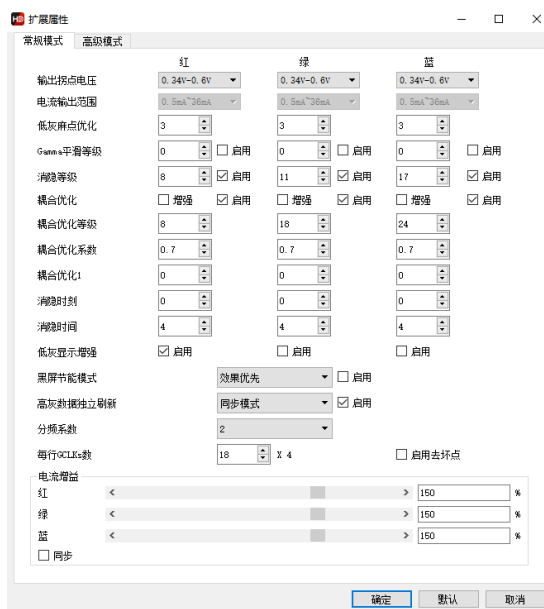 HD 扩展属性
常规模式 高级模式
红 绿 蓝
输出拐点电压 0.34V-0.6V 0.34V-0.6V 0.34V-0.6V
电流输出范围 0.5mA~36mA 0.5mA~36mA 0.5mA~36mA
低灰麻点优化 3 3 3
Gamma平滑等级 0 启用 0 启用 0 启用
消隐等级 8 启用 11 启用 17 启用
耦合优化 增强 启用 增强 启用 增强 启用
耦合优化等级 8 18 24
耦合优化系数 0.7 0.7 0.7
耦合优化1 0 0 0
消隐时刻 0 0 0
消隐时间 4 4 4
低灰显示增强 启用 启用 启用
黑屏节能模式 效果优先 启用
高灰数据独立刷新 同步模式 启用
分频系数 2
每行GCLKs数 18 X 4 启用去坏点
电流增益
红 150 %
绿 150 %
蓝 150 %
同步
确定 默认 取消